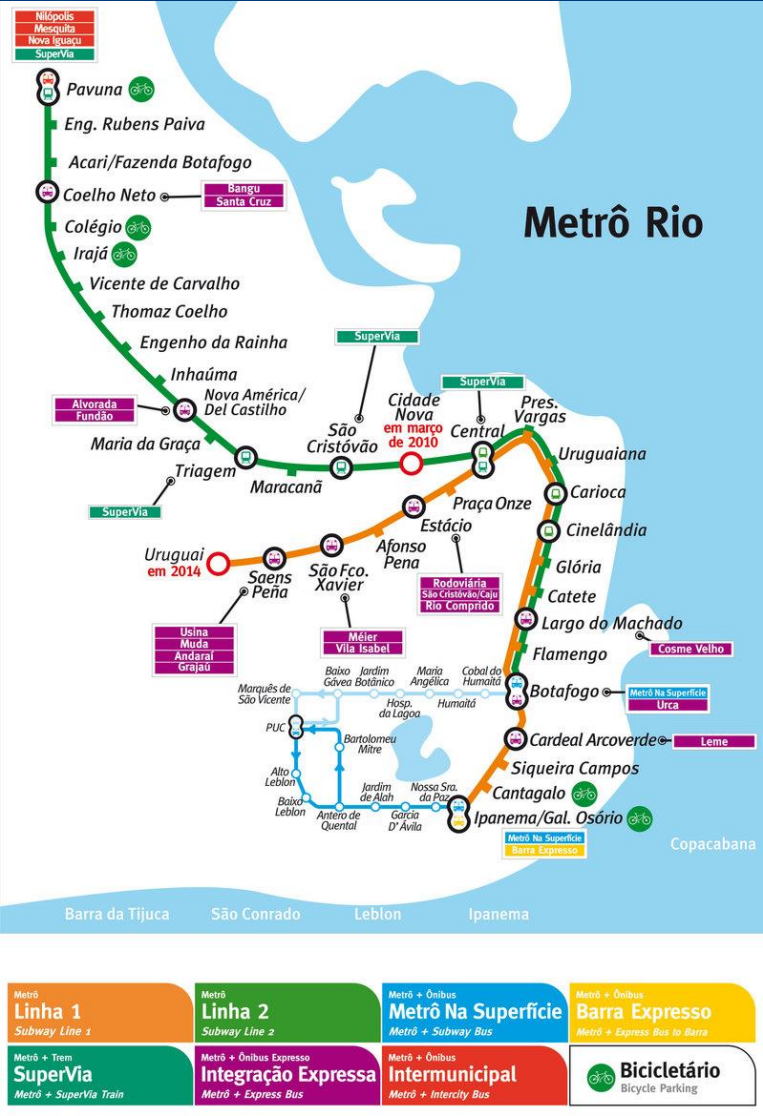 Nilópolis
Mesquita
Nova Iguaçu
SuperVia
Pavuna
Eng. Rubens Paiva
Acari/Fazenda Botafogo
Coelho Neto
Bangu
Santa Cruz
Colégio
Irajá
Metrô Rio
Vicente de Carvalho
Thomaz Coelho
Engenho da Rainha
Inhaúma
SuperVia
SuperVia
Nova América/
Del Castilho
Alvorada
Fundão
Cidade
Nova
em março
de 2010
Pres.
Vargas
São
Cristóvão
Central
Maria da Graça
Triagem
Maracanã
Uruguaiana
SuperVia
Praça Onze
Carioca
Estácio
Cinelândia
Afonso
Pena
Uruguai
em 2014
São Fco.
Xavier
Saens
Peña
Glória
Rodoviária
São Cristóvão/Caju
Rio Comprido
Catete
Largo do Machado
Usina
Muda
Andaraí
Grajaú
Méier
Vila Isabel
Cosme Velho
Flamengo
Marquês de
São Vicente
Baixo
Gávea
Jardim
Botânico
Maria
Angélica
Cobal do
Humaitá
Hosp.
da Lagoa
Humaitá
Botafogo
Metrô Na Superfície
Urca
PUC
Bartolomeu
Mitre
Cardeal Arcoverde
Leme
Alto
Leblon
Siqueira Campos
Baixo
Leblon
Antero de
Quental
Jardim
de Alah
Garcia
D' Ávila
Nossa Sra.
da Paz
Cantagalo
Ipanema/Gal. Osório
Metrô Na Superfície
Barra Expresso
Copacabana
Barra da Tijuca
São Conrado
Leblon
Ipanema
Metrô
Linha 1
Subway Line 1
Metrô
Linha 2
Subway Line 2
Metrô + Ônibus
Metrô Na Superfície
Metrô + Subway Bus
Metrô + Ônibus
Barra Expresso
Metrô + Express Bus to Barra
Metrô + Trem
SuperVia
Metrô + SuperVia Train
Metrô + Ônibus Expresso
Integração Expressa
Metrô + Express Bus
Metrô + Ônibus
Intermunicipal
Metrô + Intercity Bus
Bicicletário
Bicycle Parking